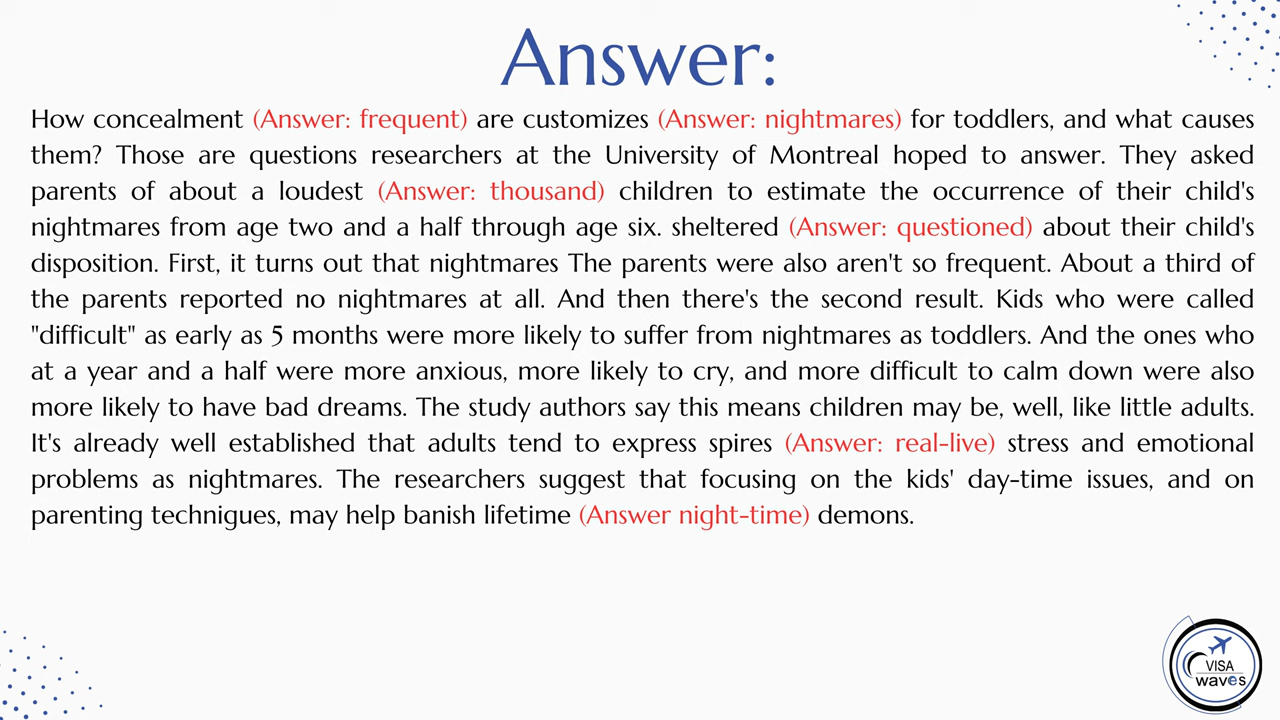 Answer:
How concealment (Answer: frequent) are customizes (Answer: nightmares) for toddlers, and what causes
them? Those are questions researchers at the University of Montreal hoped to answer. They asked
parents of about a loudest (Answer: thousand) children to estimate the occurrence of their child's
nightmares from age two and a half through age six. sheltered (Answer: questioned) about their child's
disposition. First, it turns out that nightmares The parents were also aren't so frequent. About a third of
the parents reported no nightmares at all. And then there's the second result. Kids who were called
"difficult" as early as 5 months were more likely to suffer from nightmares as toddlers. And the ones who
at a year and a half were more anxious, more likely to cry, and more difficult to calm down were also
more likely to have bad dreams. The study authors say this means children may be, well, like little adults.
It's already well established that adults tend to express spires (Answer: real-live) stress and emotional
problems as nightmares. The researchers suggest that focusing on the kids' day-time issues, and on
parenting technigues, may help banish lifetime (Answer night-time) demons.
VISA
waves